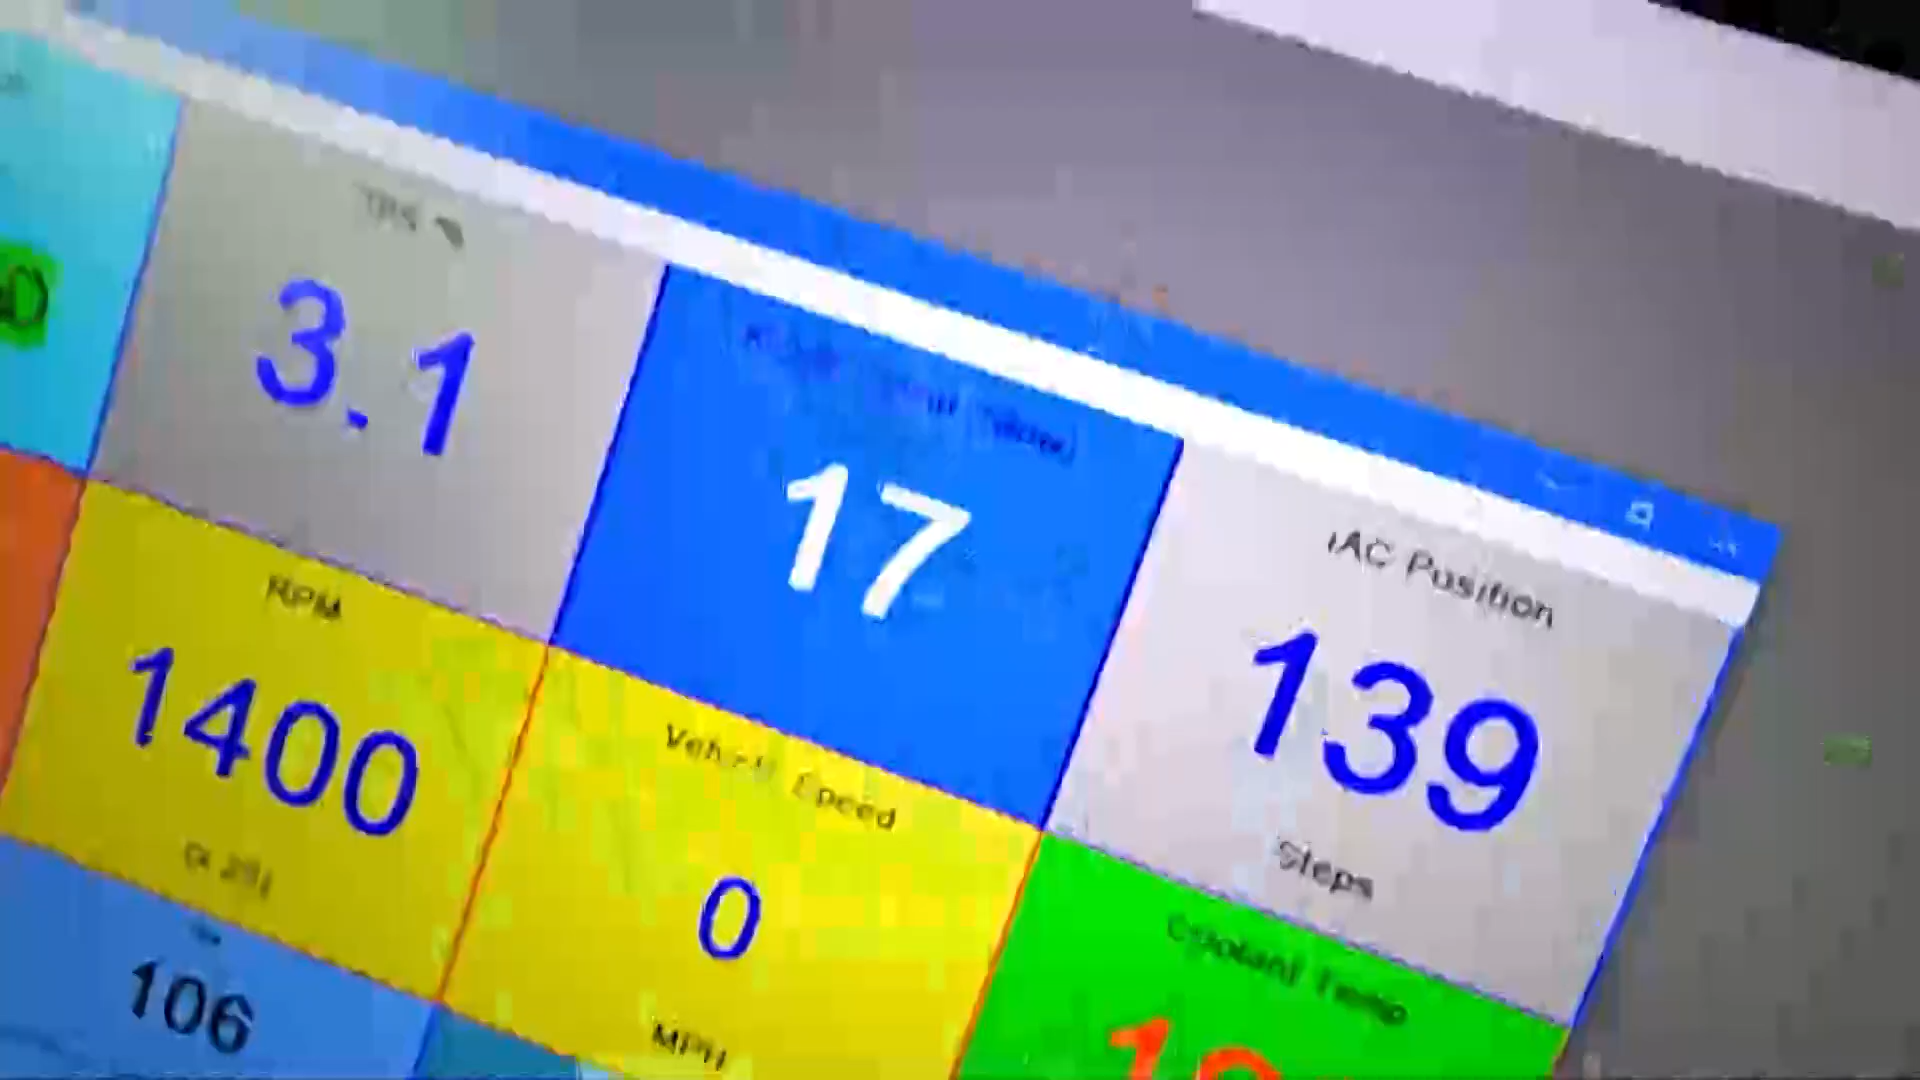 TPS %
3.1
17
IAC Position
139
Steps
RPM
1400
Vehicle Speed
0
MPH
Coolant Temp
106